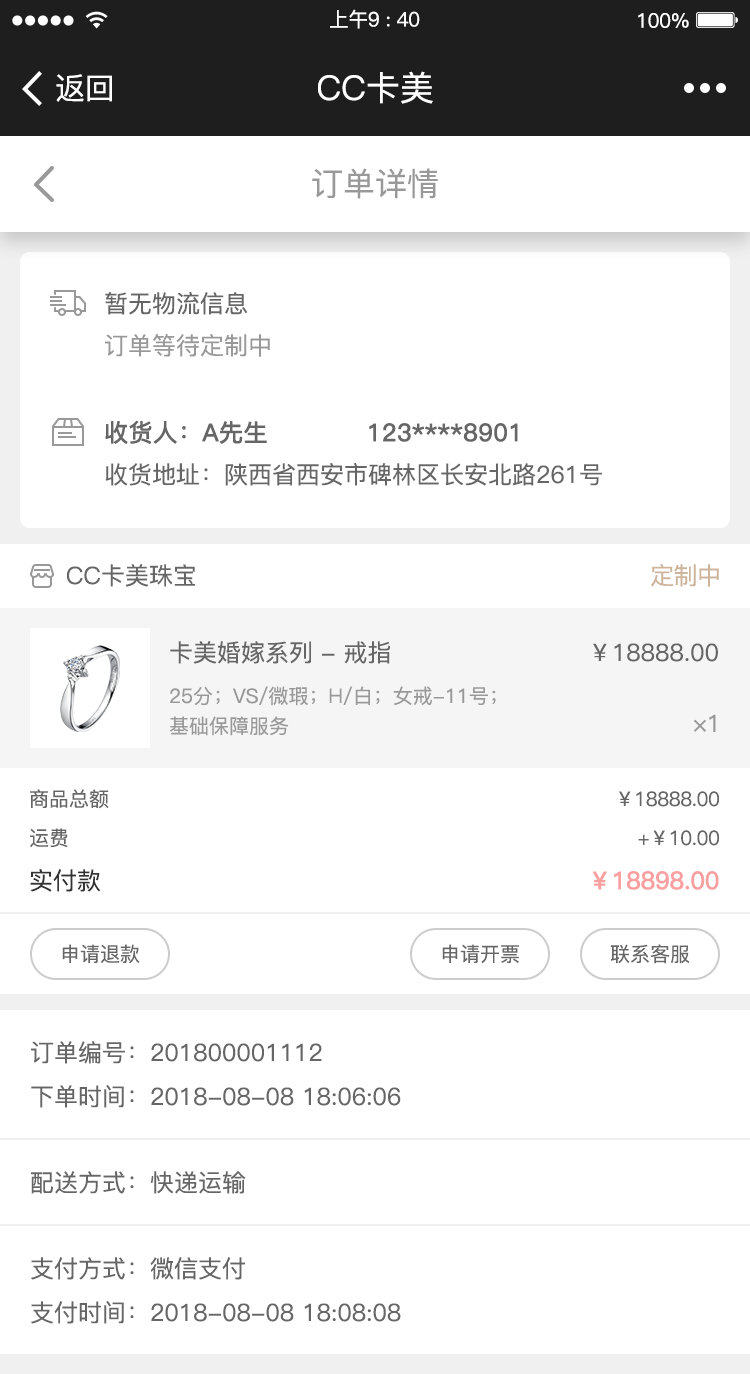 上午9 : 40
100%
返回
CC卡美
订单详情
暂无物流信息
订单等待定制中
收货人：A先生 123****8901
收货地址：陕西省西安市碑林区长安北路261号
CC卡美珠宝 定制中
卡美婚嫁系列 – 戒指 ￥18888.00
25分；VS/微瑕；H/白；女戒–11号；
基础保障服务 ×1
商品总额 ￥18888.00
运费 +￥10.00
实付款 ￥18898.00
申请退款 申请开票 联系客服
订单编号：201800001112
下单时间：2018–08–08 18:06:06
配送方式：快递运输
支付方式：微信支付
支付时间：2018–08–08 18:08:08